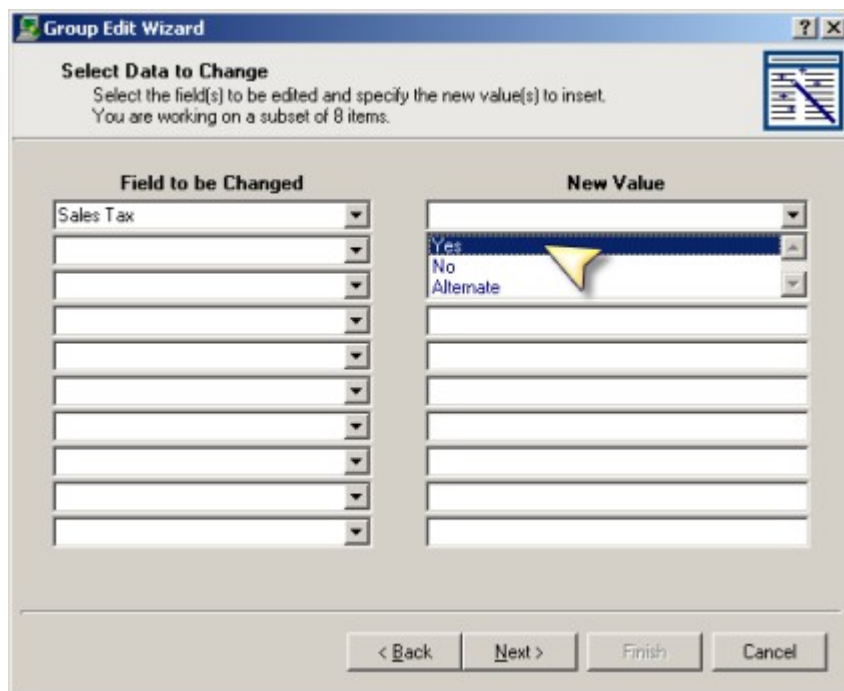 Group Edit Wizard
Select Data to Change
Select the field(s) to be edited and specify the new value(s) to insert.
You are working on a subset of 8 items.
Field to be Changed
New Value
Sales Tax
Yes
No
Alternate
< Back
Next >
Finish
Cancel